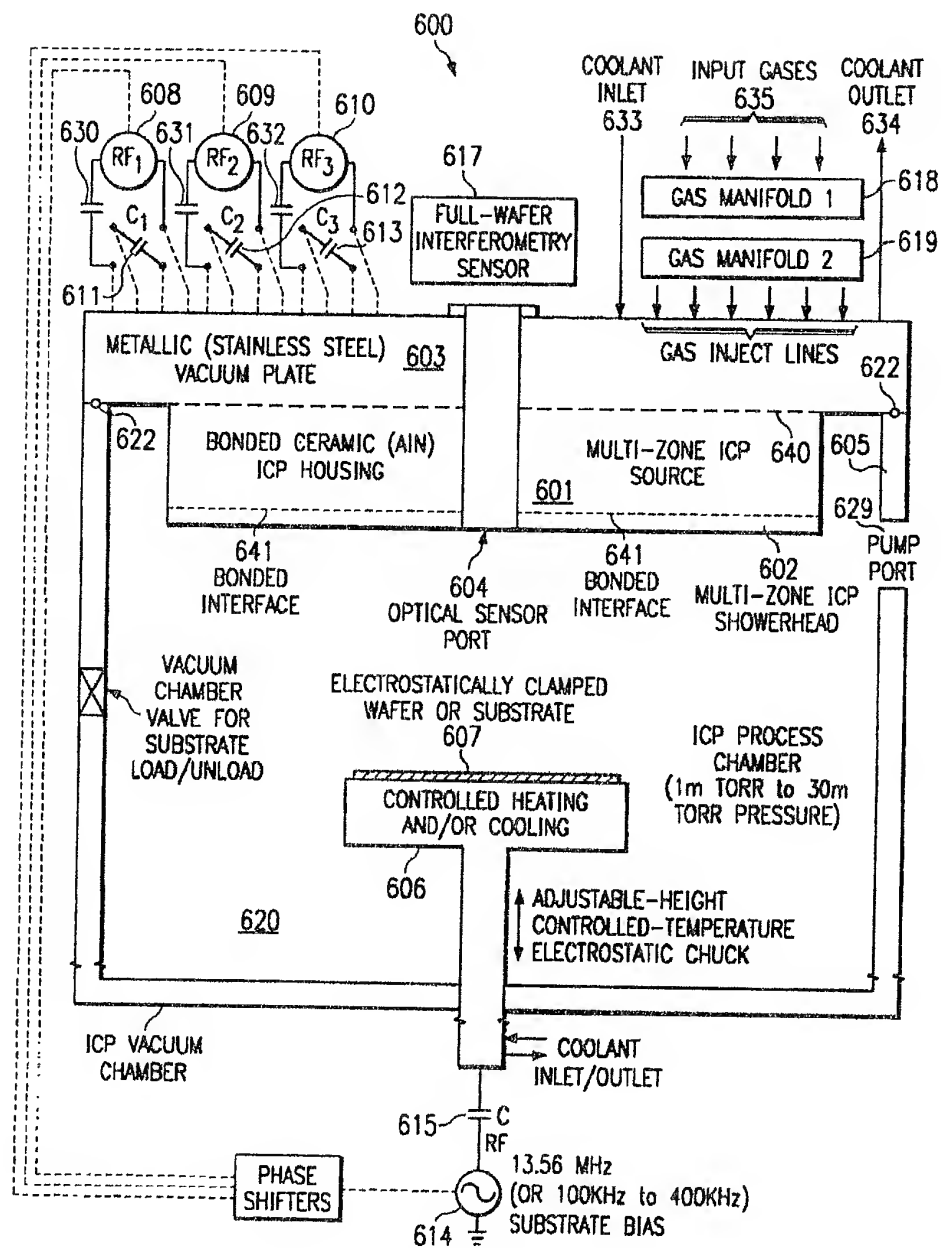 600
608
609
610
COOLANT
INLET
633
INPUT GASES
635
COOLANT
OUTLET
634
630
631
632
RF1
RF2
RF3
617
612
613
C1
C2
C3
611
FULL-WAFER
INTERFEROMETRY
SENSOR
GAS MANIFOLD 1
618
GAS MANIFOLD 2
619
METALLIC (STAINLESS STEEL)
VACUUM PLATE
603
GAS INJECT LINES
622
622
BONDED CERAMIC (AlN)
ICP HOUSING
MULTI-ZONE ICP
SOURCE
601
640
605
641
BONDED
INTERFACE
604
OPTICAL SENSOR
PORT
641
BONDED
INTERFACE
602
MULTI-ZONE ICP
SHOWERHEAD
629
PUMP
PORT
VACUUM
CHAMBER
VALVE FOR
SUBSTRATE
LOAD/UNLOAD
ELECTROSTATICALLY CLAMPED
WAFER OR SUBSTRATE
607
CONTROLLED HEATING
AND/OR COOLING
606
ICP PROCESS
CHAMBER
(1m TORR to 30m
TORR PRESSURE)
620
ADJUSTABLE-HEIGHT
CONTROLLED-TEMPERATURE
ELECTROSTATIC CHUCK
ICP VACUUM
CHAMBER
COOLANT
INLET/OUTLET
615
C
RF
PHASE
SHIFTERS
614
13.56 MHz
(OR 100KHz to 400KHz)
SUBSTRATE BIAS